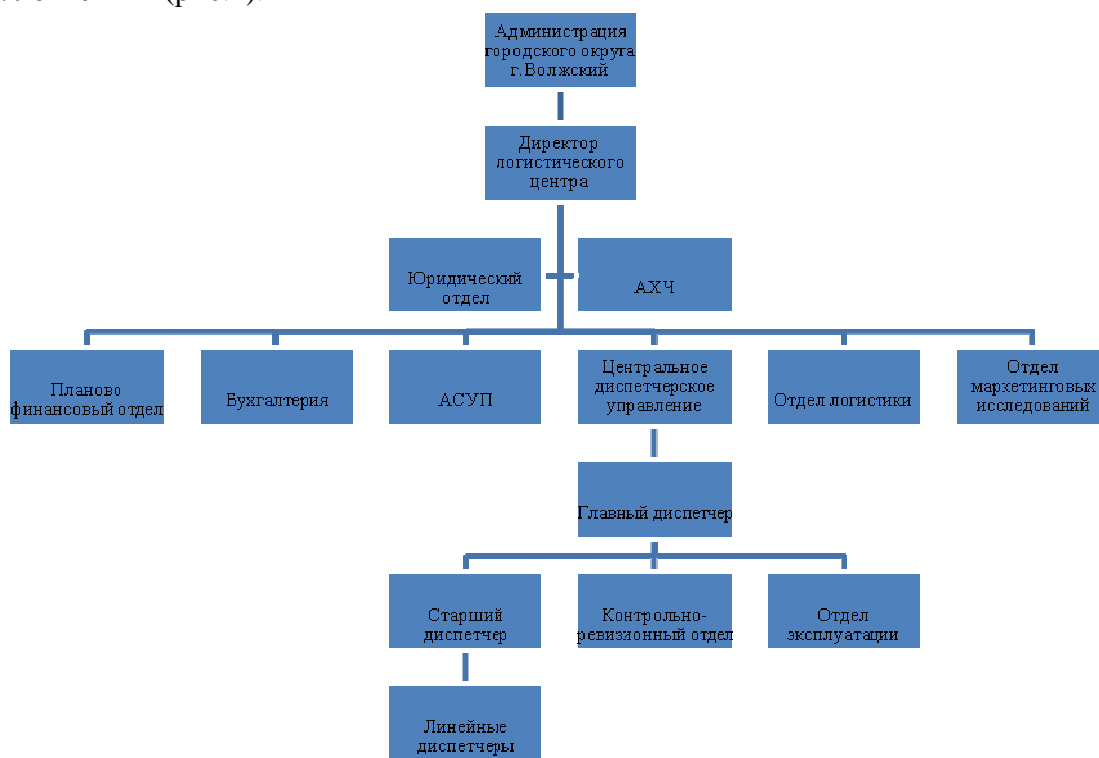 Администрация
городского округа
г. Волжский
Директор
логистического
центра
Юридический
отдел
АХЧ
Планово
финансовый отдел
Бухгалтерия
АСУП
Центральное
диспетчерское
управление
Отдел логистики
Отдел
маркетинговых
исследований
Главный диспетчер
Старший
диспетчер
Контрольно-
ревизионный отдел
Отдел
эксплуатации
Линейные
диспетчеры